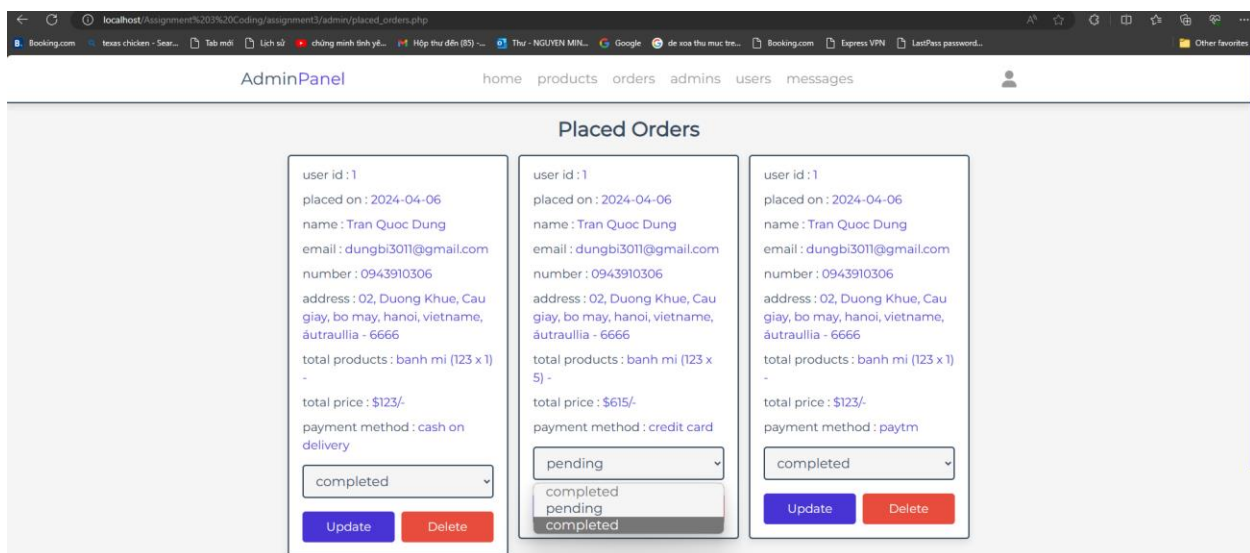 localhost/Assignment%203%20Coding/assignment3/admin/placed_orders.php
B. Booking.com texas chicken - Sear... Tab mới Lịch sử chứng minh tình yê... Hộp thư đến (85) -... Thư - NGUYEN MIN... Google de xoa thu muc tre... Booking.com Express VPN LastPass password... Other favorites
AdminPanel home products orders admins users messages
Placed Orders
user id : 1
placed on : 2024-04-06
name : Tran Quoc Dung
email : dungbi3011@gmail.com
number : 0943910306
address : 02, Duong Khue, Cau
giay, bo may, hanoi, vietname,
áutraullia - 6666
total products : banh mi (123 x 1)
-
total price : $123/-
payment method : cash on
delivery
completed
Update Delete
user id : 1
placed on : 2024-04-06
name : Tran Quoc Dung
email : dungbi3011@gmail.com
number : 0943910306
address : 02, Duong Khue, Cau
giay, bo may, hanoi, vietname,
áutraullia - 6666
total products : banh mi (123 x
5) -
total price : $615/-
payment method : credit card
pending
completed
pending
completed
user id : 1
placed on : 2024-04-06
name : Tran Quoc Dung
email : dungbi3011@gmail.com
number : 0943910306
address : 02, Duong Khue, Cau
giay, bo may, hanoi, vietname,
áutraullia - 6666
total products : banh mi (123 x 1)
-
total price : $123/-
payment method : paytm
completed
Update Delete